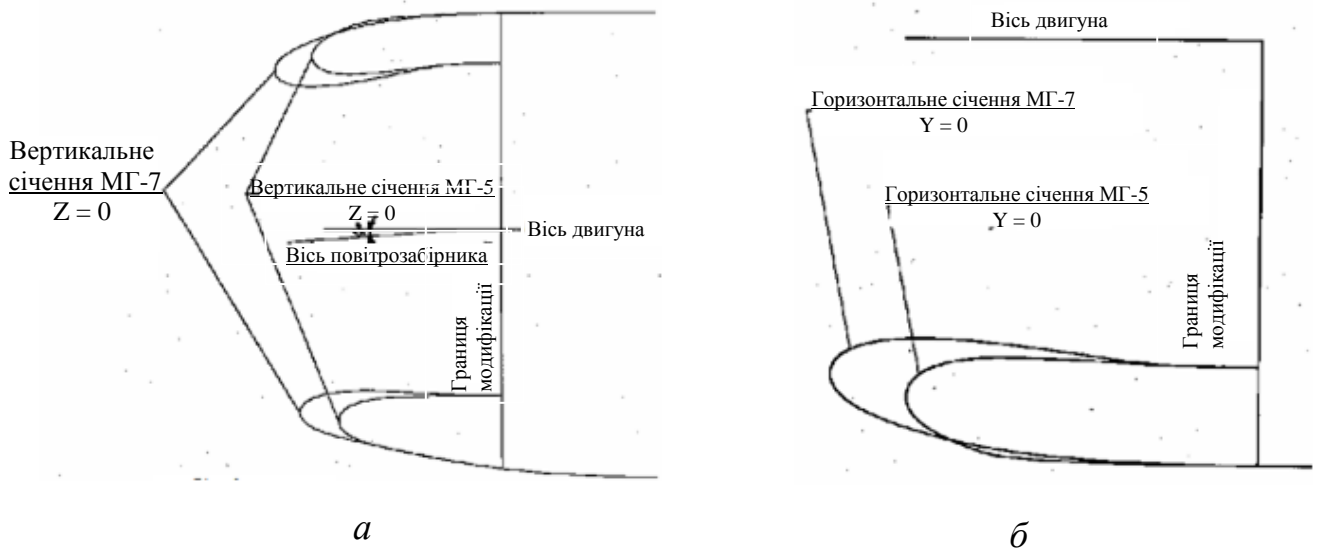 Вертикальне
січення МГ-7
Z = 0
Вертикальне січення МГ-5
Z = 0
Вісь двигуна
Вісь повітрозабірника
Границя
модифікації
а
Вісь двигуна
Горизонтальне січення МГ-7
Y = 0
Горизонтальне січення МГ-5
Y = 0
Границя
модифікації
б